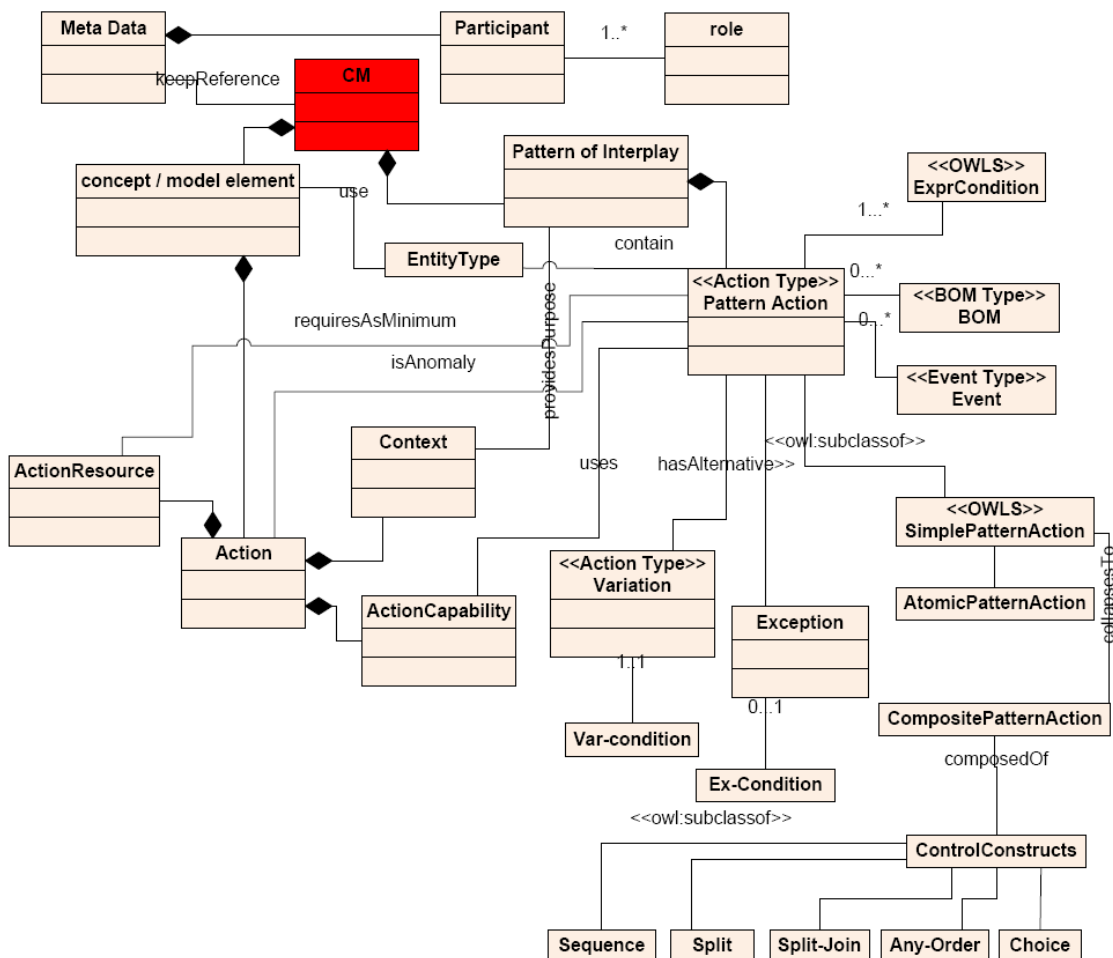 Meta Data
Participant
1..*
role
keepReference
CM
Pattern of Interplay
<<OWLS>>
ExprCondition
concept / model element
use
1...*
contain
EntityType
<<Action Type>>
Pattern Action
0...*
<<BOM Type>>
BOM
0...*
requiresAsMinimum
providesPurpose
isAnomaly
<<Event Type>>
Event
Context
<<owl:subclassof>>
ActionResource
uses
hasAlternative>>
<<OWLS>>
SimplePatternAction
Action
<<Action Type>>
Variation
collapsesTo
AtomicPatternAction
ActionCapability
Exception
1..1
0...1
CompositePatternAction
Var-condition
composedOf
Ex-Condition
<<owl:subclassof>>
ControlConstructs
Sequence
Split
Split-Join
Any-Order
Choice